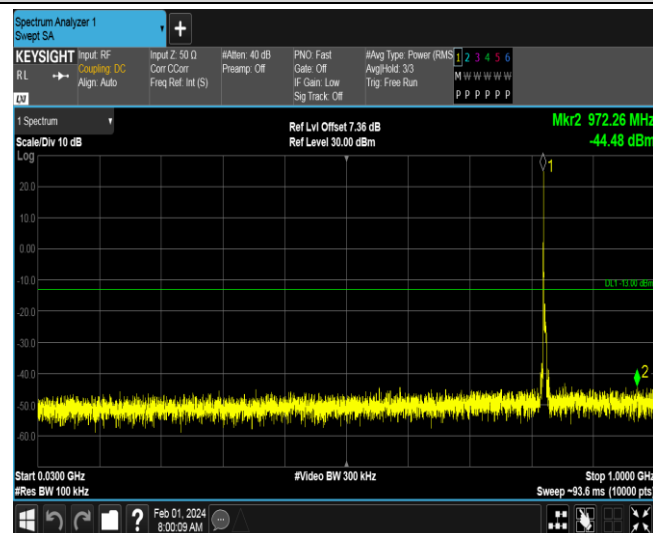 Spectrum Analyzer 1
Swept SA
+
KEYSIGHT Input: RF Input Z: 50 Ω #Atten: 40 dB PNO: Fast #Avg Type: Power (RMS 1 2 3 4 5 6
RL Coupling: DC Corr CCorr Preamp: Off Gate: Off Avg|Hold: 3/3 M W W W W W
Align: Auto Freq Ref: Int (S) IF Gain: Low Trig: Free Run P P P P P P
Sig Track: Off
LXI
1 Spectrum
Scale/Div 10 dB
Ref Lvl Offset 7.36 dB
Ref Level 30.00 dBm
Mkr2 972.26 MHz
-44.48 dBm
Log
1
20.0
10.0
0.00
-10.0
DL1 -13.00 dBm
-20.0
-30.0
-40.0
2
-50.0
-60.0
Start 0.0300 GHz #Video BW 300 kHz Stop 1.0000 GHz
#Res BW 100 kHz Sweep ~93.6 ms (10000 pts)
? Feb 01, 2024
8:00:09 AM